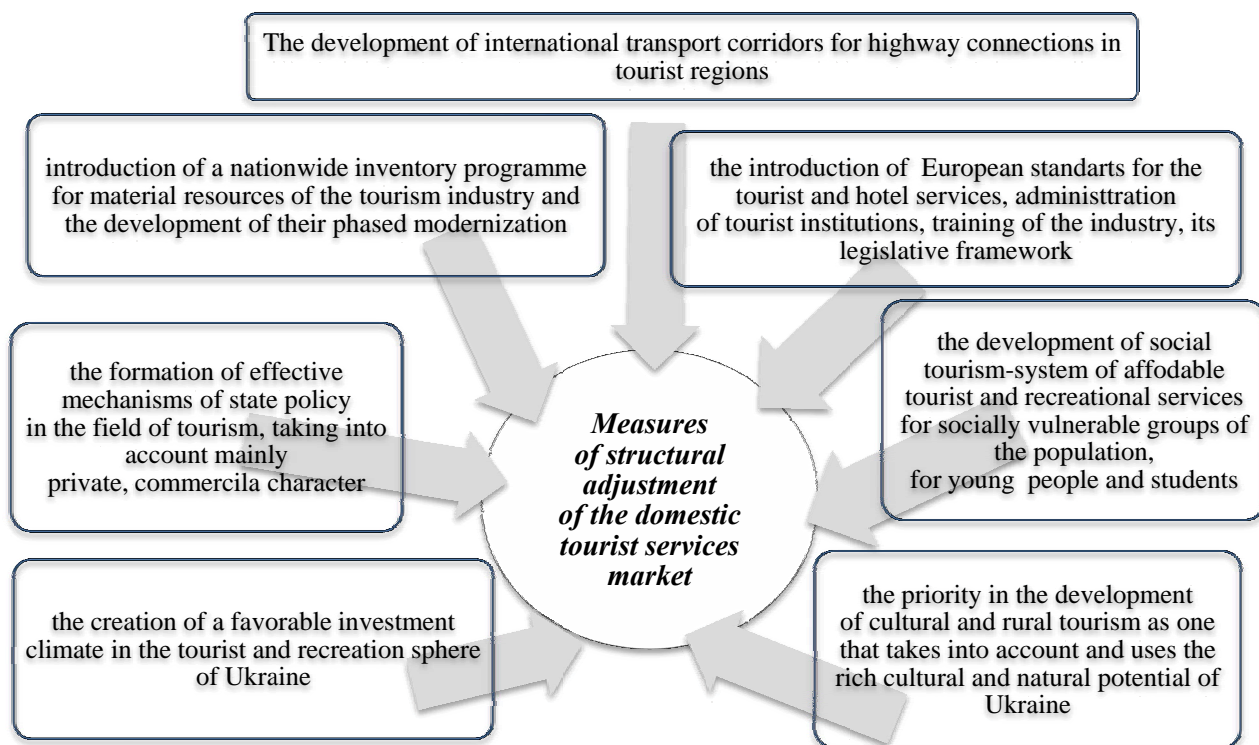 The development of international transport corridors for highway connections in
tourist regions
introduction of a nationwide inventory programme
for material resources of the tourism industry and
the development of their phased modernization
the introduction of European standarts for the
tourist and hotel services, administtration
of tourist institutions, training of the industry, its
legislative framework
the formation of effective
mechanisms of state policy
in the field of tourism, taking into
account mainly
private, commercila character
Measures
of structural
adjustment
of the domestic
tourist services
market
the development of social
tourism-system of affodable
tourist and recreational services
for socially vulnerable groups of
the population,
for young people and students
the creation of a favorable investment
climate in the tourist and recreation sphere
of Ukraine
the priority in the development
of cultural and rural tourism as one
that takes into account and uses the
rich cultural and natural potential of
Ukraine